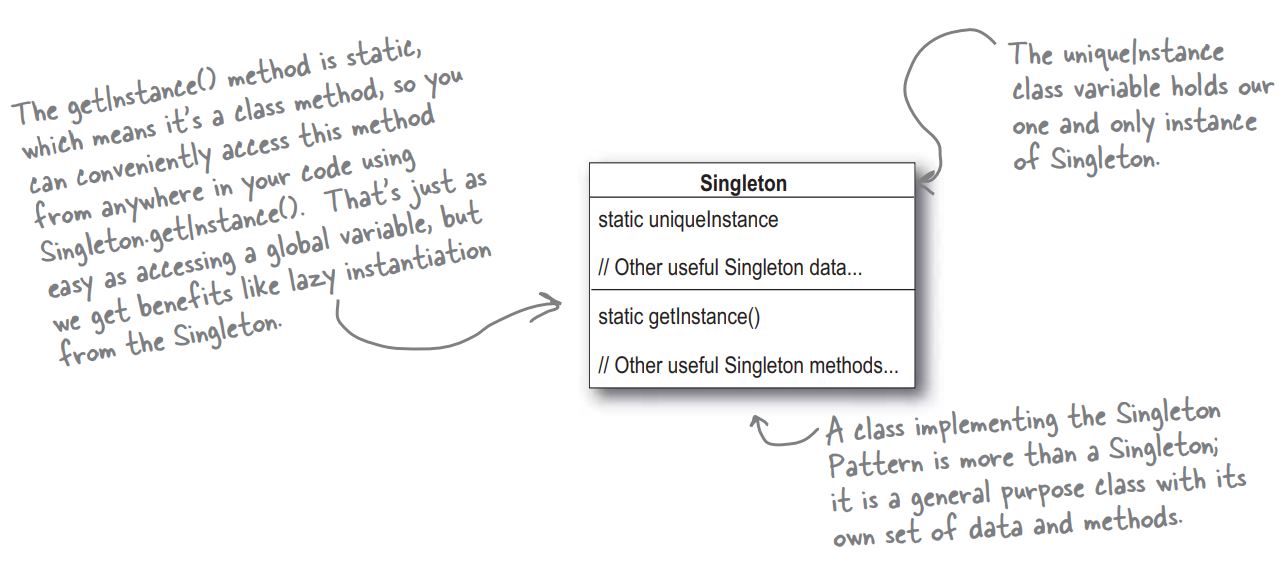 The getInstance() method is static,
which means it's a class method, so you
can conveniently access this method
from anywhere in your code using
Singleton.getInstance(). That's just as
easy as accessing a global variable, but
we get benefits like lazy instantiation
from the Singleton.
The uniqueInstance
class variable holds our
one and only instance
of Singleton.
Singleton
static uniqueInstance
// Other useful Singleton data...
static getInstance()
// Other useful Singleton methods...
A class implementing the Singleton
Pattern is more than a Singleton;
it is a general purpose class with its
own set of data and methods.